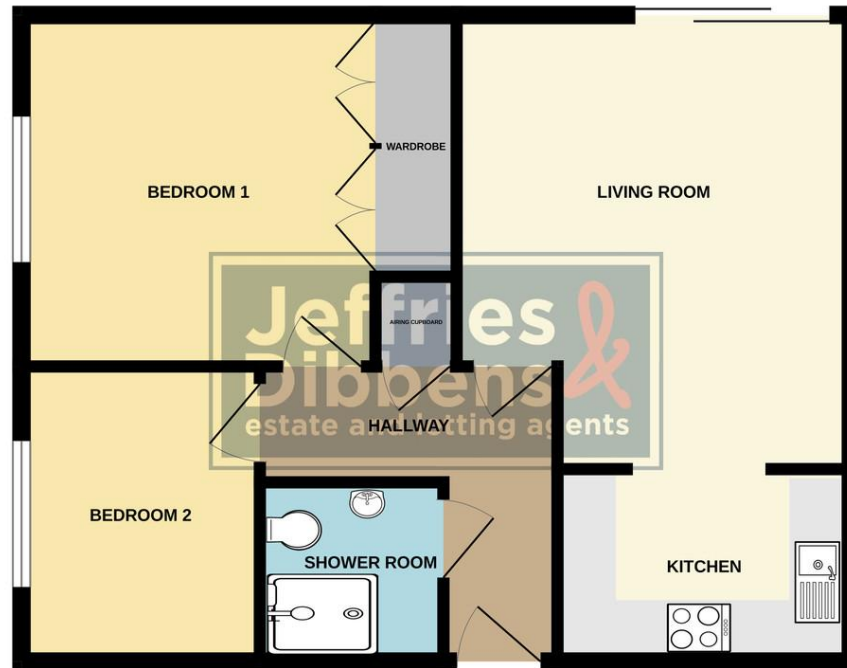 WARDROBE
BEDROOM 1
LIVING ROOM
Jeffries &
AIRING CUPBOARD
Dibbens
HALLWAY
estate and letting agents
BEDROOM 2
SHOWER ROOM
KITCHEN